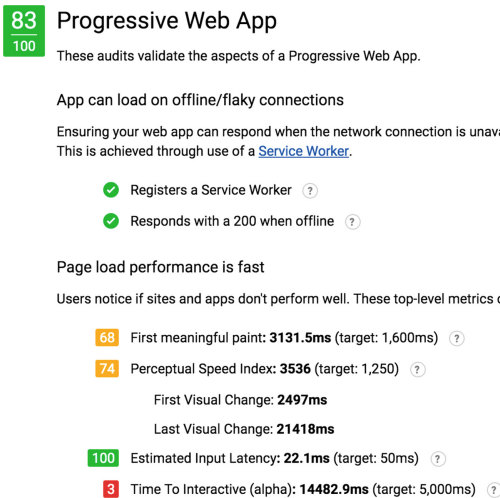 83
100
Progressive Web App
These audits validate the aspects of a Progressive Web App.
App can load on offline/flaky connections
Ensuring your web app can respond when the network connection is unava
This is achieved through use of a Service Worker.
Registers a Service Worker ?
Responds with a 200 when offline ?
Page load performance is fast
Users notice if sites and apps don't perform well. These top-level metrics c
68 First meaningful paint: 3131.5ms (target: 1,600ms) ?
74 Perceptual Speed Index: 3536 (target: 1,250) ?
First Visual Change: 2497ms
Last Visual Change: 21418ms
100 Estimated Input Latency: 22.1ms (target: 50ms) ?
3 Time To Interactive (alpha): 14482.9ms (target: 5,000ms) ?